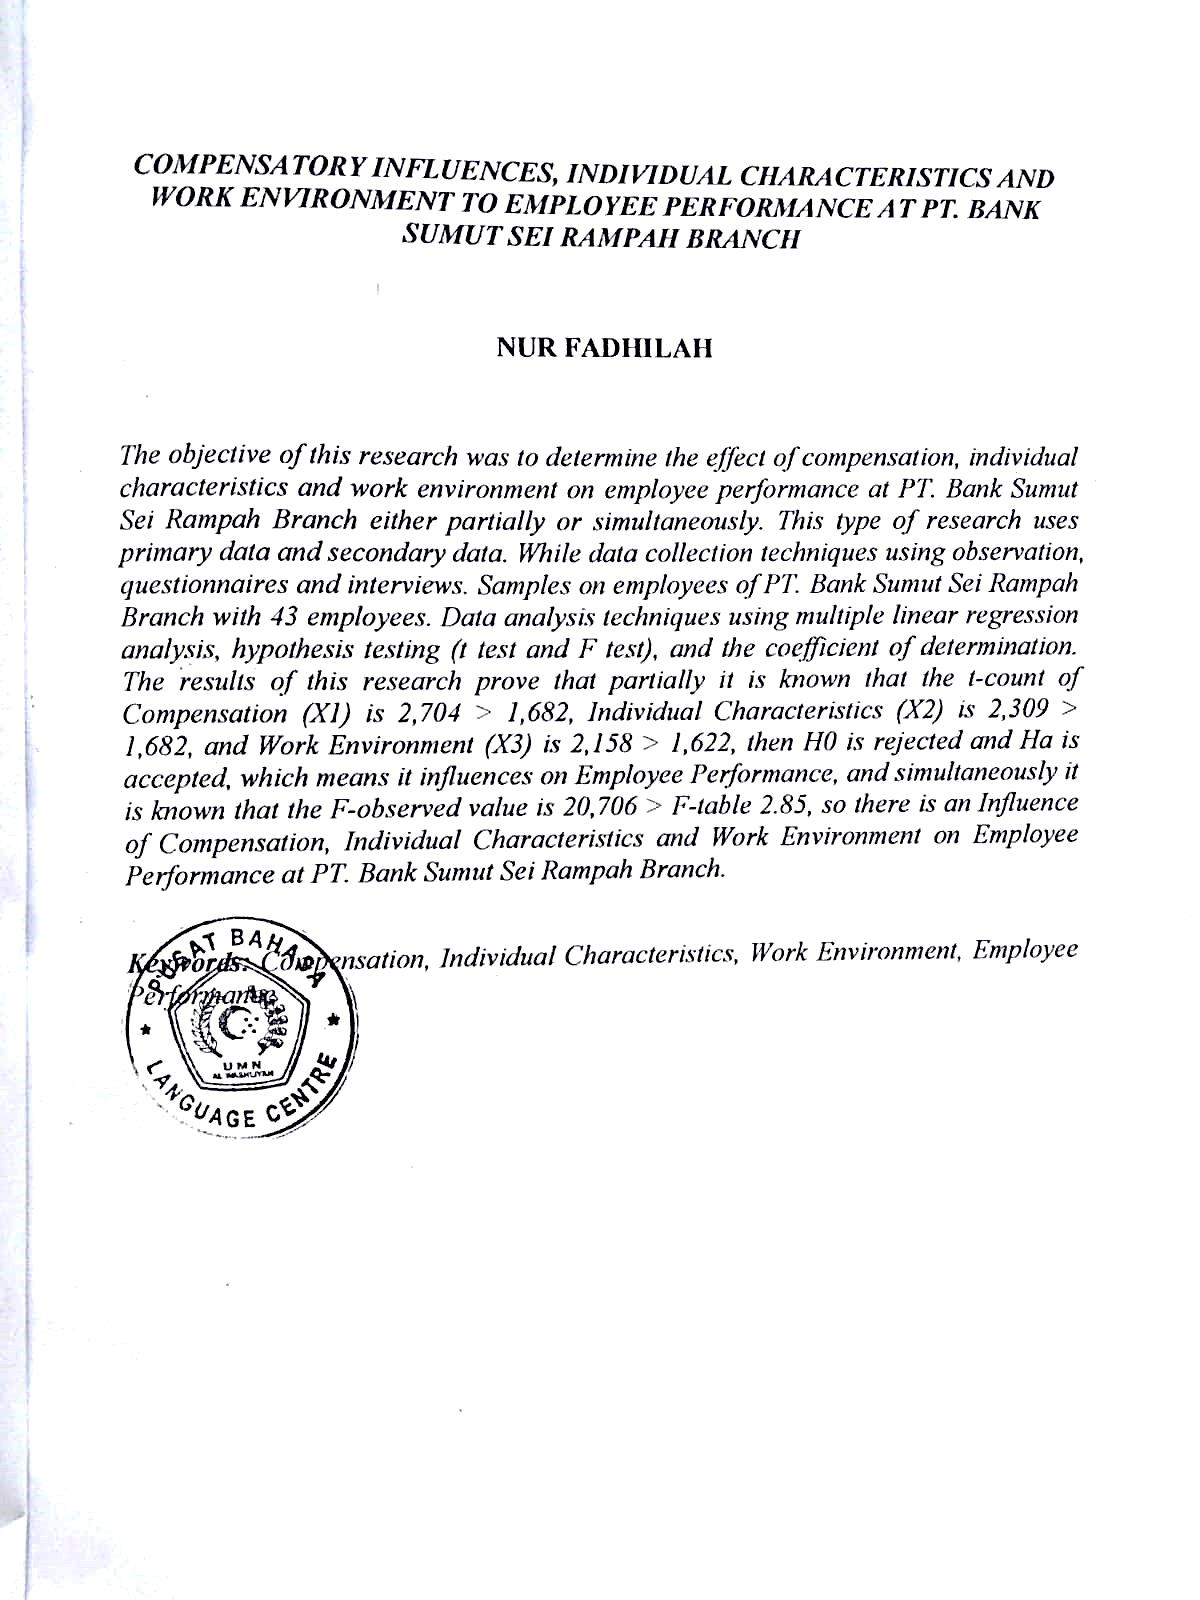 COMPENSATORY INFLUENCES, INDIVIDUAL CHARACTERISTICS AND
WORK ENVIRONMENT TO EMPLOYEE PERFORMANCE AT PT. BANK
SUMUT SEI RAMPAH BRANCH
NUR FADHILAH
The objective of this research was to determine the effect of compensation, individual
characteristics and work environment on employee performance at PT. Bank Sumut
Sei Rampah Branch either partially or simultaneously. This type of research uses
primary data and secondary data. While data collection techniques using observation,
questionnaires and interviews. Samples on employees of PT. Bank Sumut Sei Rampah
Branch with 43 employees. Data analysis techniques using multiple linear regression
analysis, hypothesis testing (t test and F test), and the coefficient of determination.
The results of this research prove that partially it is known that the t-count of
Compensation (X1) is 2,704 > 1,682, Individual Characteristics (X2) is 2,309 >
1,682, and Work Environment (X3) is 2,158 > 1,622, then H0 is rejected and Ha is
accepted, which means it influences on Employee Performance, and simultaneously it
is known that the F-observed value is 20,706 > F-table 2.85, so there is an Influence
of Compensation, Individual Characteristics and Work Environment on Employee
Performance at PT. Bank Sumut Sei Rampah Branch.
Keywords: Compensation, Individual Characteristics, Work Environment, Employee
Performance
PUSAT BAHASA
UMN
AL WASHLIYAH
LANGUAGE CENTRE